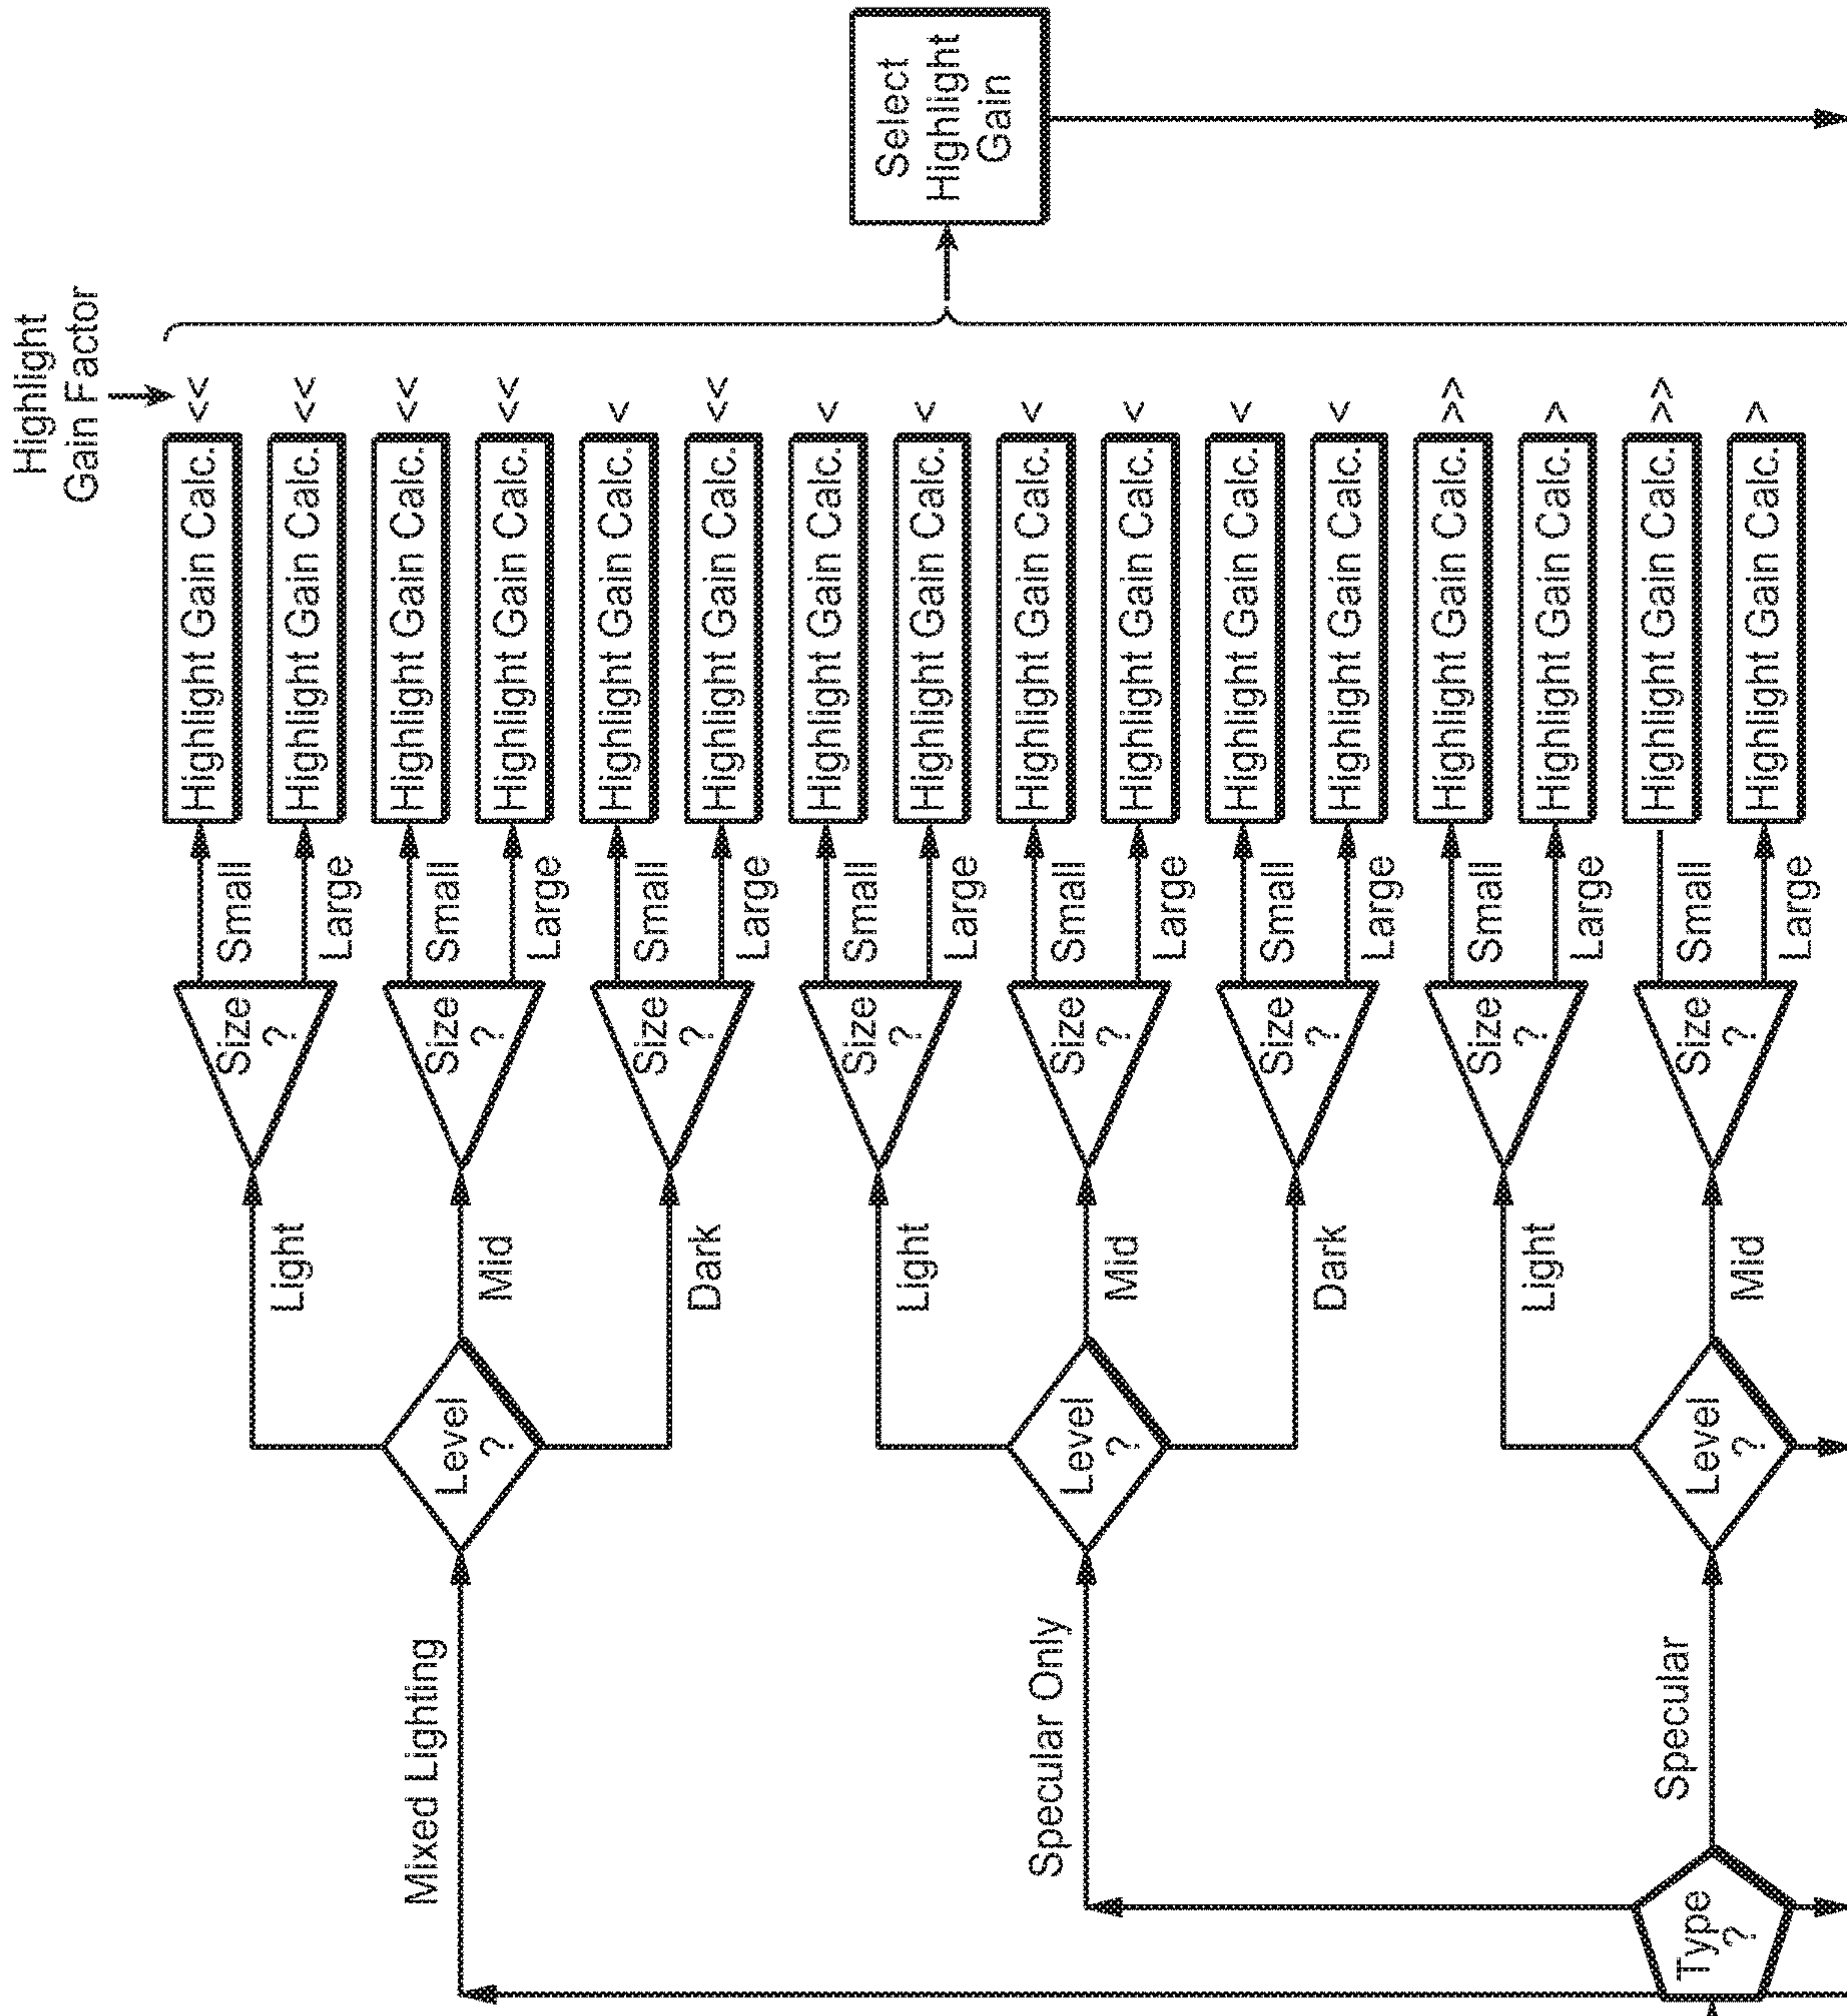 Highlight
Gain Factor
Mixed Lighting
Level
?
Light
Size
?
Small
Highlight Gain Calc.
<<
Large
Highlight Gain Calc.
<<
Mid
Size
?
Small
Highlight Gain Calc.
<<
Large
Highlight Gain Calc.
<<
Dark
Size
?
Small
Highlight Gain Calc.
<
Large
Highlight Gain Calc.
<<
Select
Highlight
Gain
Specular Only
Level
?
Light
Size
?
Small
Highlight Gain Calc.
<
Large
Highlight Gain Calc.
<
Mid
Size
?
Small
Highlight Gain Calc.
<
Large
Highlight Gain Calc.
<
Dark
Size
?
Small
Highlight Gain Calc.
<
Large
Highlight Gain Calc.
<
Type
?
Specular
Level
?
Light
Size
?
Small
Highlight Gain Calc.
>>
Large
Highlight Gain Calc.
>
Mid
Size
?
Small
Highlight Gain Calc.
>>
Large
Highlight Gain Calc.
>